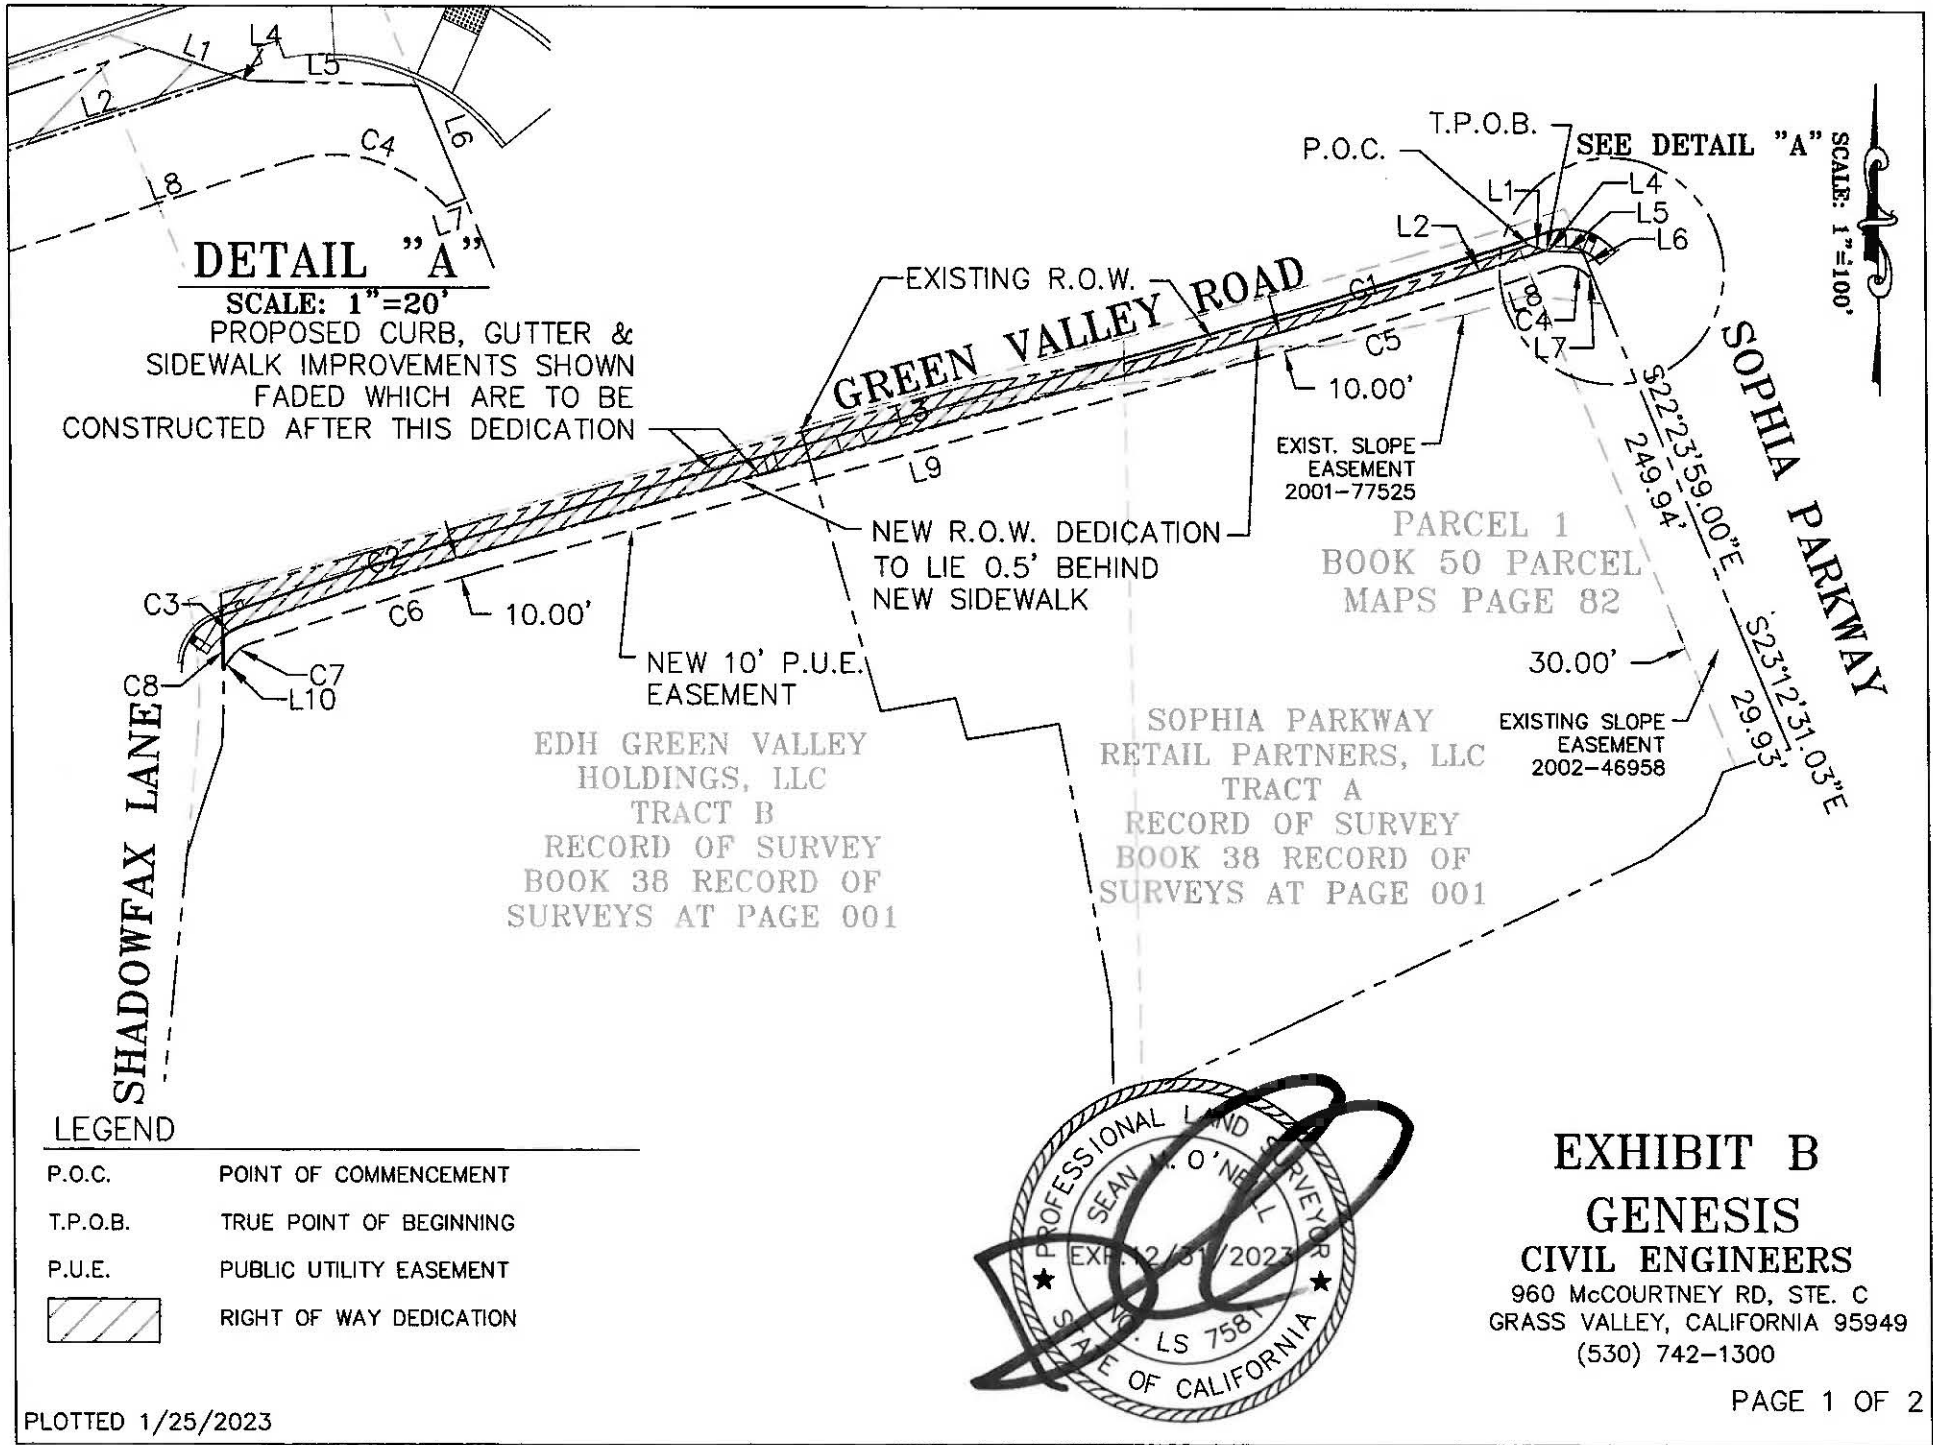 L4
L1
L5
L2
L6
C4
L8
L7
DETAIL "A"
SCALE: 1"=20'
PROPOSED CURB, GUTTER &
SIDEWALK IMPROVEMENTS SHOWN
FADED WHICH ARE TO BE
CONSTRUCTED AFTER THIS DEDICATION
T.P.O.B.
P.O.C.
SEE DETAIL "A"
SCALE: 1"=100'
L1
L4
L5
L2
L6
EXISTING R.O.W.
GREEN VALLEY ROAD
C1
L8
C4
L7
C5
10.00'
L3
L9
EXIST. SLOPE
EASEMENT
2001-77525
SOPHIA PARKWAY
S22°23'59.00"E
249.94'
NEW R.O.W. DEDICATION
TO LIE 0.5' BEHIND
NEW SIDEWALK
PARCEL 1
BOOK 50 PARCEL
MAPS PAGE 82
C2
C3
C6
10.00'
C7
C8
L10
NEW 10' P.U.E.
EASEMENT
30.00'
S23°12'31.03"E
29.93'
EXISTING SLOPE
EASEMENT
2002-46958
SHADOWFAX LANE
EDH GREEN VALLEY
HOLDINGS, LLC
TRACT B
RECORD OF SURVEY
BOOK 38 RECORD OF
SURVEYS AT PAGE 001
SOPHIA PARKWAY
RETAIL PARTNERS, LLC
TRACT A
RECORD OF SURVEY
BOOK 38 RECORD OF
SURVEYS AT PAGE 001
LEGEND
P.O.C. POINT OF COMMENCEMENT
T.P.O.B. TRUE POINT OF BEGINNING
P.U.E. PUBLIC UTILITY EASEMENT
RIGHT OF WAY DEDICATION
PROFESSIONAL LAND SURVEYOR
SEAN M. O'NEILL
EXP. 12/31/2023
NO. LS 7581
STATE OF CALIFORNIA
EXHIBIT B
GENESIS
CIVIL ENGINEERS
960 McCOURTNEY RD, STE. C
GRASS VALLEY, CALIFORNIA 95949
(530) 742-1300
PAGE 1 OF 2
PLOTTED 1/25/2023